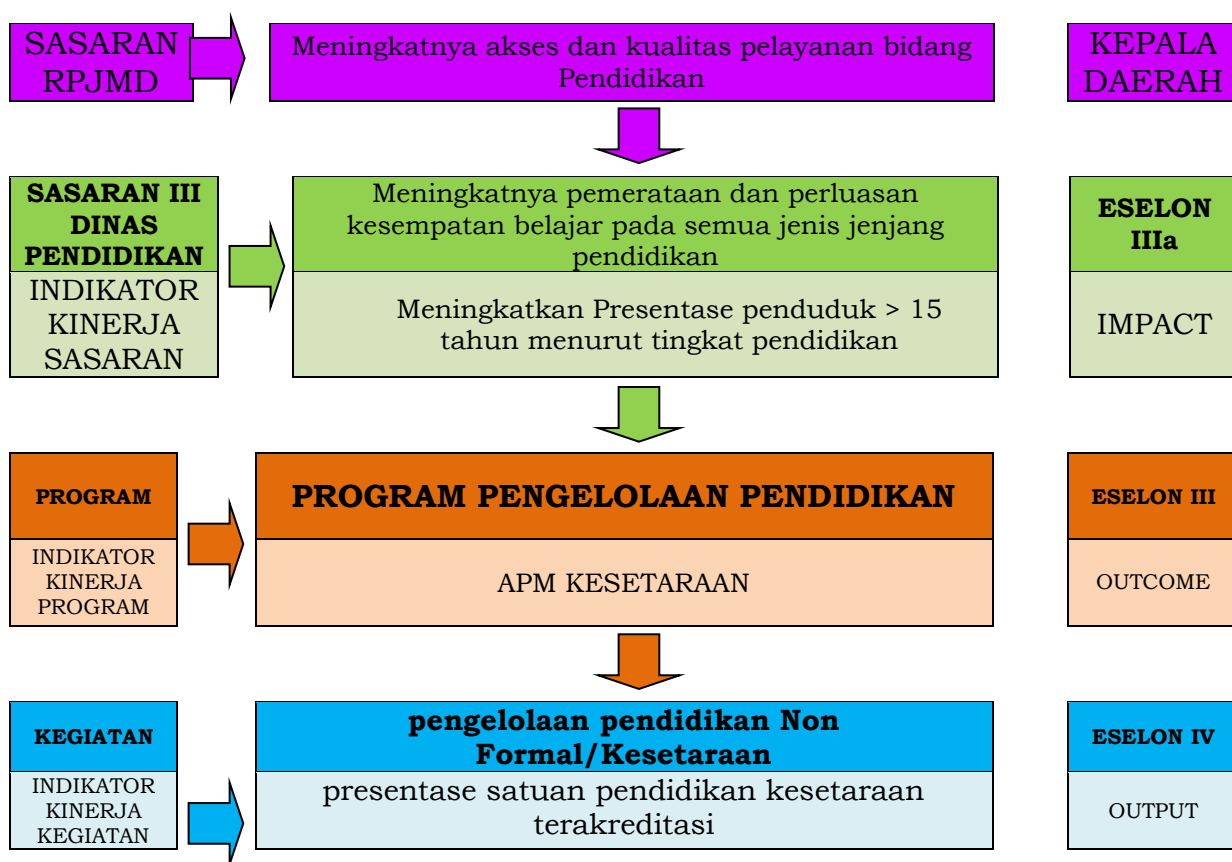 SASARAN
RPJMD
Meningkatnya akses dan kualitas pelayanan bidang
Pendidikan
KEPALA
DAERAH
SASARAN III
DINAS
PENDIDIKAN
Meningkatnya pemerataan dan perluasan
kesempatan belajar pada semua jenis jenjang
pendidikan
ESELON
IIIa
INDIKATOR
KINERJA
SASARAN
Meningkatkan Presentase penduduk > 15
tahun menurut tingkat pendidikan
IMPACT
PROGRAM
PROGRAM PENGELOLAAN PENDIDIKAN
ESELON III
INDIKATOR
KINERJA
PROGRAM
APM KESETARAAN
OUTCOME
KEGIATAN
pengelolaan pendidikan Non
Formal/Kesetaraan
ESELON IV
INDIKATOR
KINERJA
KEGIATAN
presentase satuan pendidikan kesetaraan
terakreditasi
OUTPUT